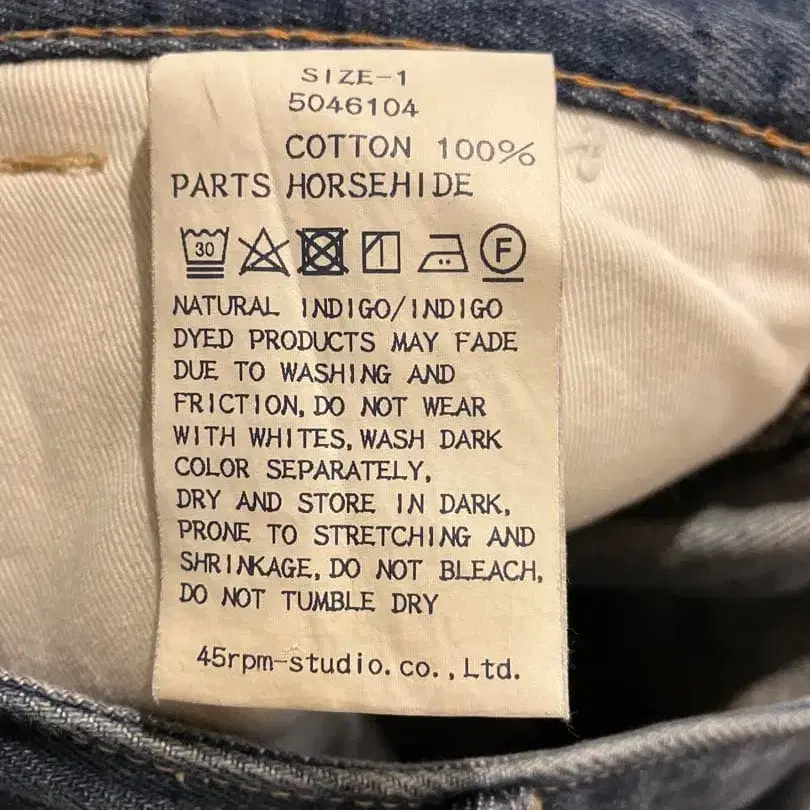 SIZE-1
5046104
COTTON 100%
PARTS HORSEHIDE
30 F
NATURAL INDIGO/INDIGO
DYED PRODUCTS MAY FADE
DUE TO WASHING AND
FRICTION, DO NOT WEAR
WITH WHITES, WASH DARK
COLOR SEPARATELY,
DRY AND STORE IN DARK,
PRONE TO STRETCHING AND
SHRINKAGE, DO NOT BLEACH,
DO NOT TUMBLE DRY
45rpm-studio.co.,Ltd.